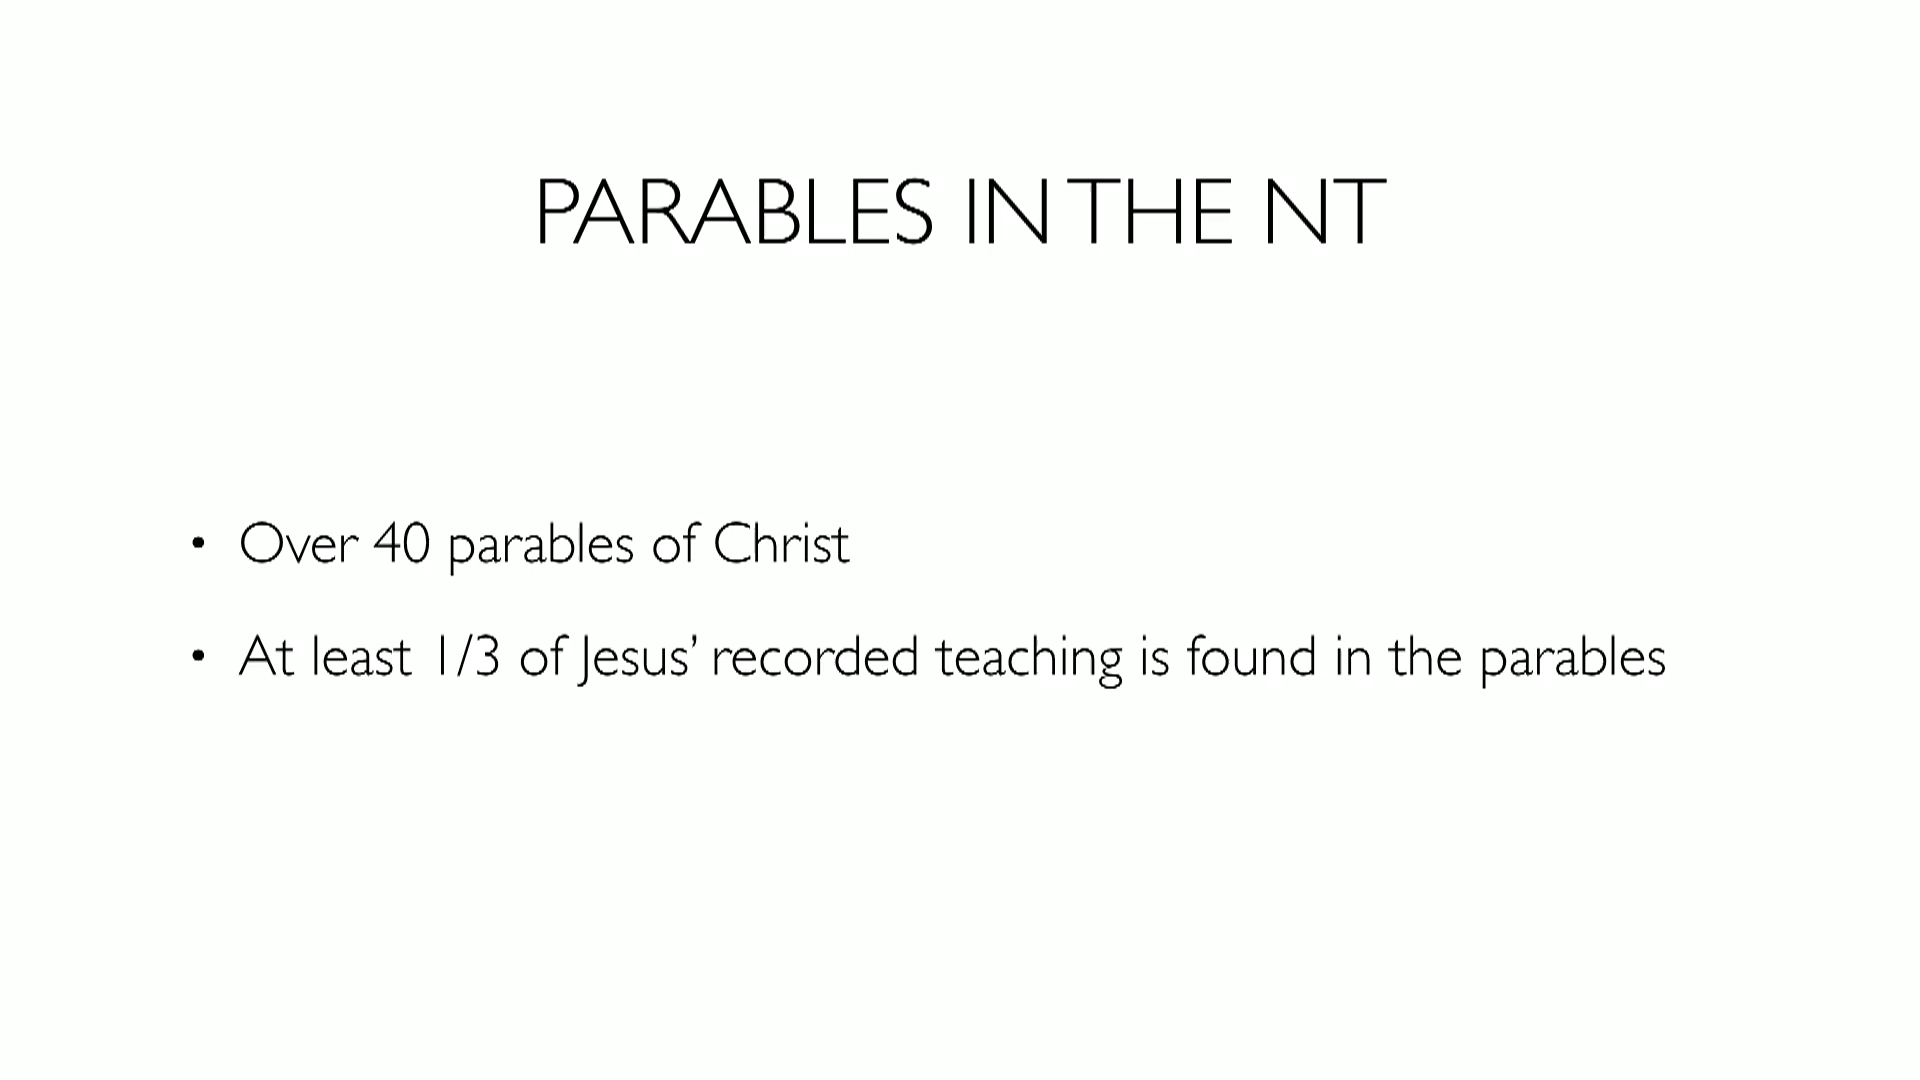 PARABLES IN THE NT
• Over 40 parables of Christ
• At least 1/3 of Jesus’ recorded teaching is found in the parables